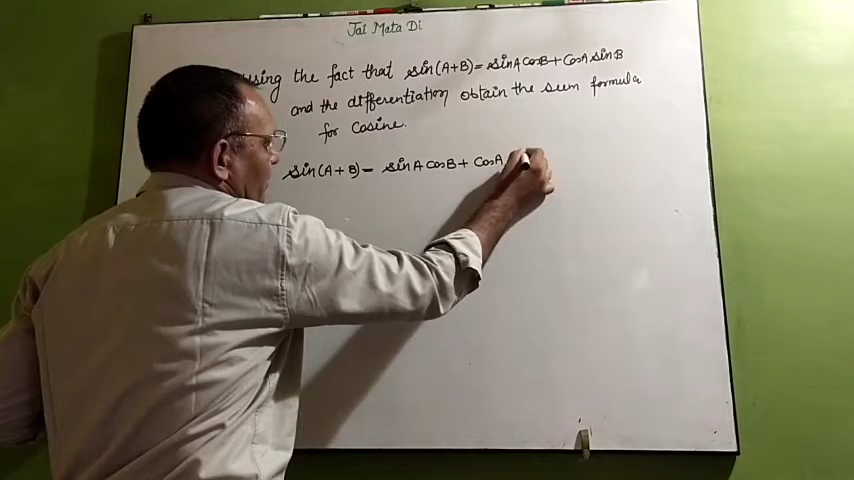 Jai Mata Di
using the fact that sin(A+B)= sinA cosB + cosA sinB
and the differentiation obtain the sum formula
for cosine.
sin(A+B)= sinA cosB + cosA